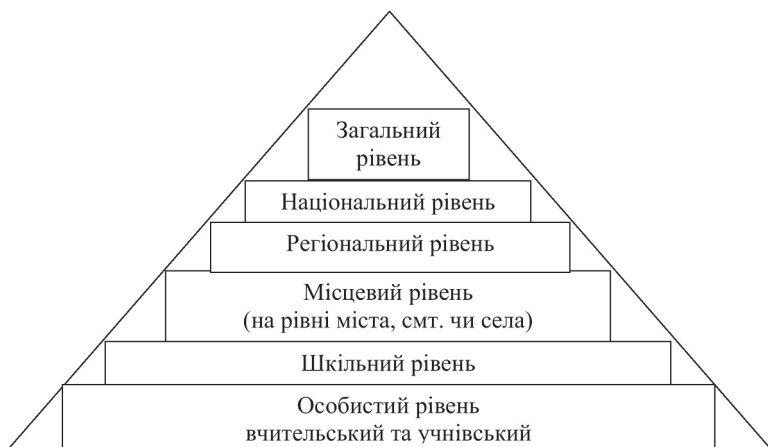 Загальний
рівень
Національний рівень
Регіональний рівень
Місцевий рівень
(на рівні міста, смт. чи села)
Шкільний рівень
Особистий рівень
вчительський та учнівський